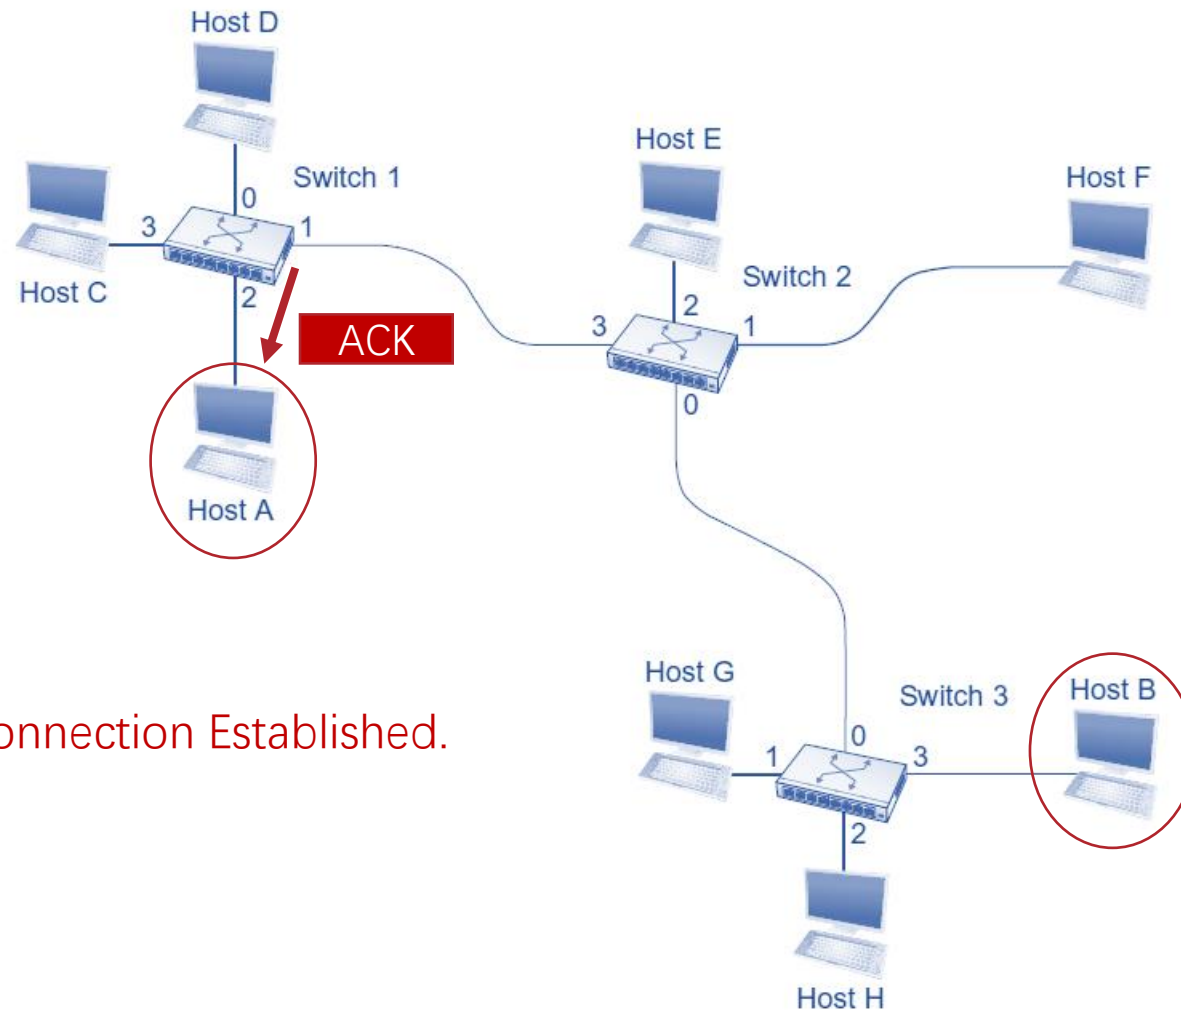 Host D
Host E
Host F
Switch 1
0
3
1
Host C
2
ACK
Switch 2
2
3
1
0
Host A
Host G
Switch 3
Host B
onnection Established.
0
1
3
2
Host H